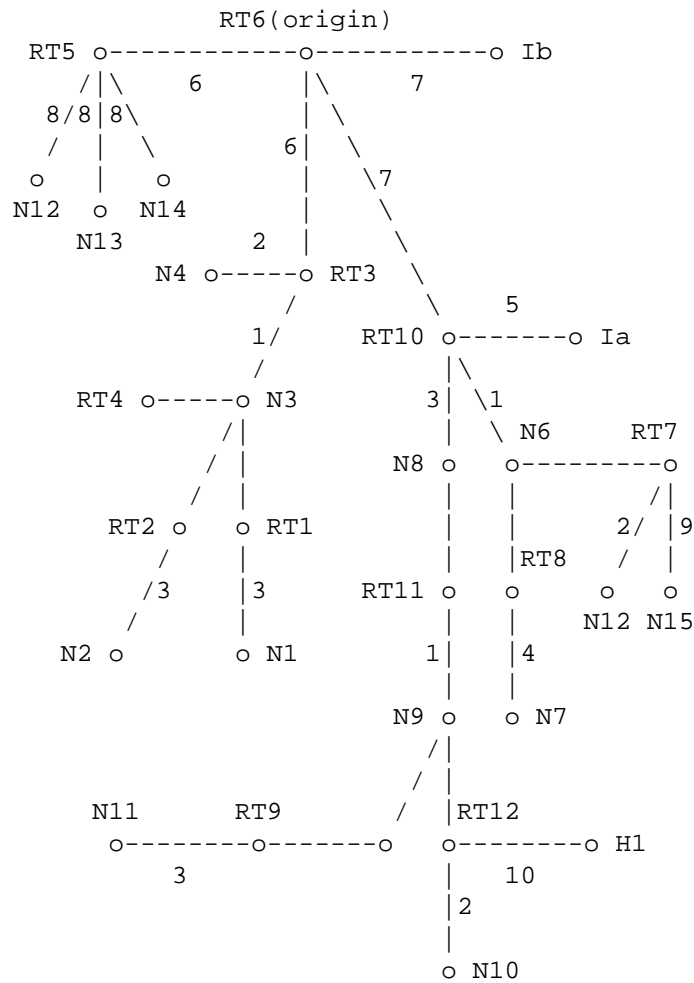 RT6(origin)
RT5 o------------o-----------o Ib
6 7
8/8|8\
6
7
N12 o o N14
N13 o
2
N4 o-----o RT3
5
1/
RT10 o-------o Ia
RT4 o-----o N3
3 1
N6 RT7
N8 o o---------o
RT2 o o RT1
2/ |9
RT8
/3 |3
RT11 o o o o
N12 N15
N2 o o N1
1 4
N9 o o N7
N11 RT9 RT12
o--------o-------o o--------o H1
3 10
2
o N10